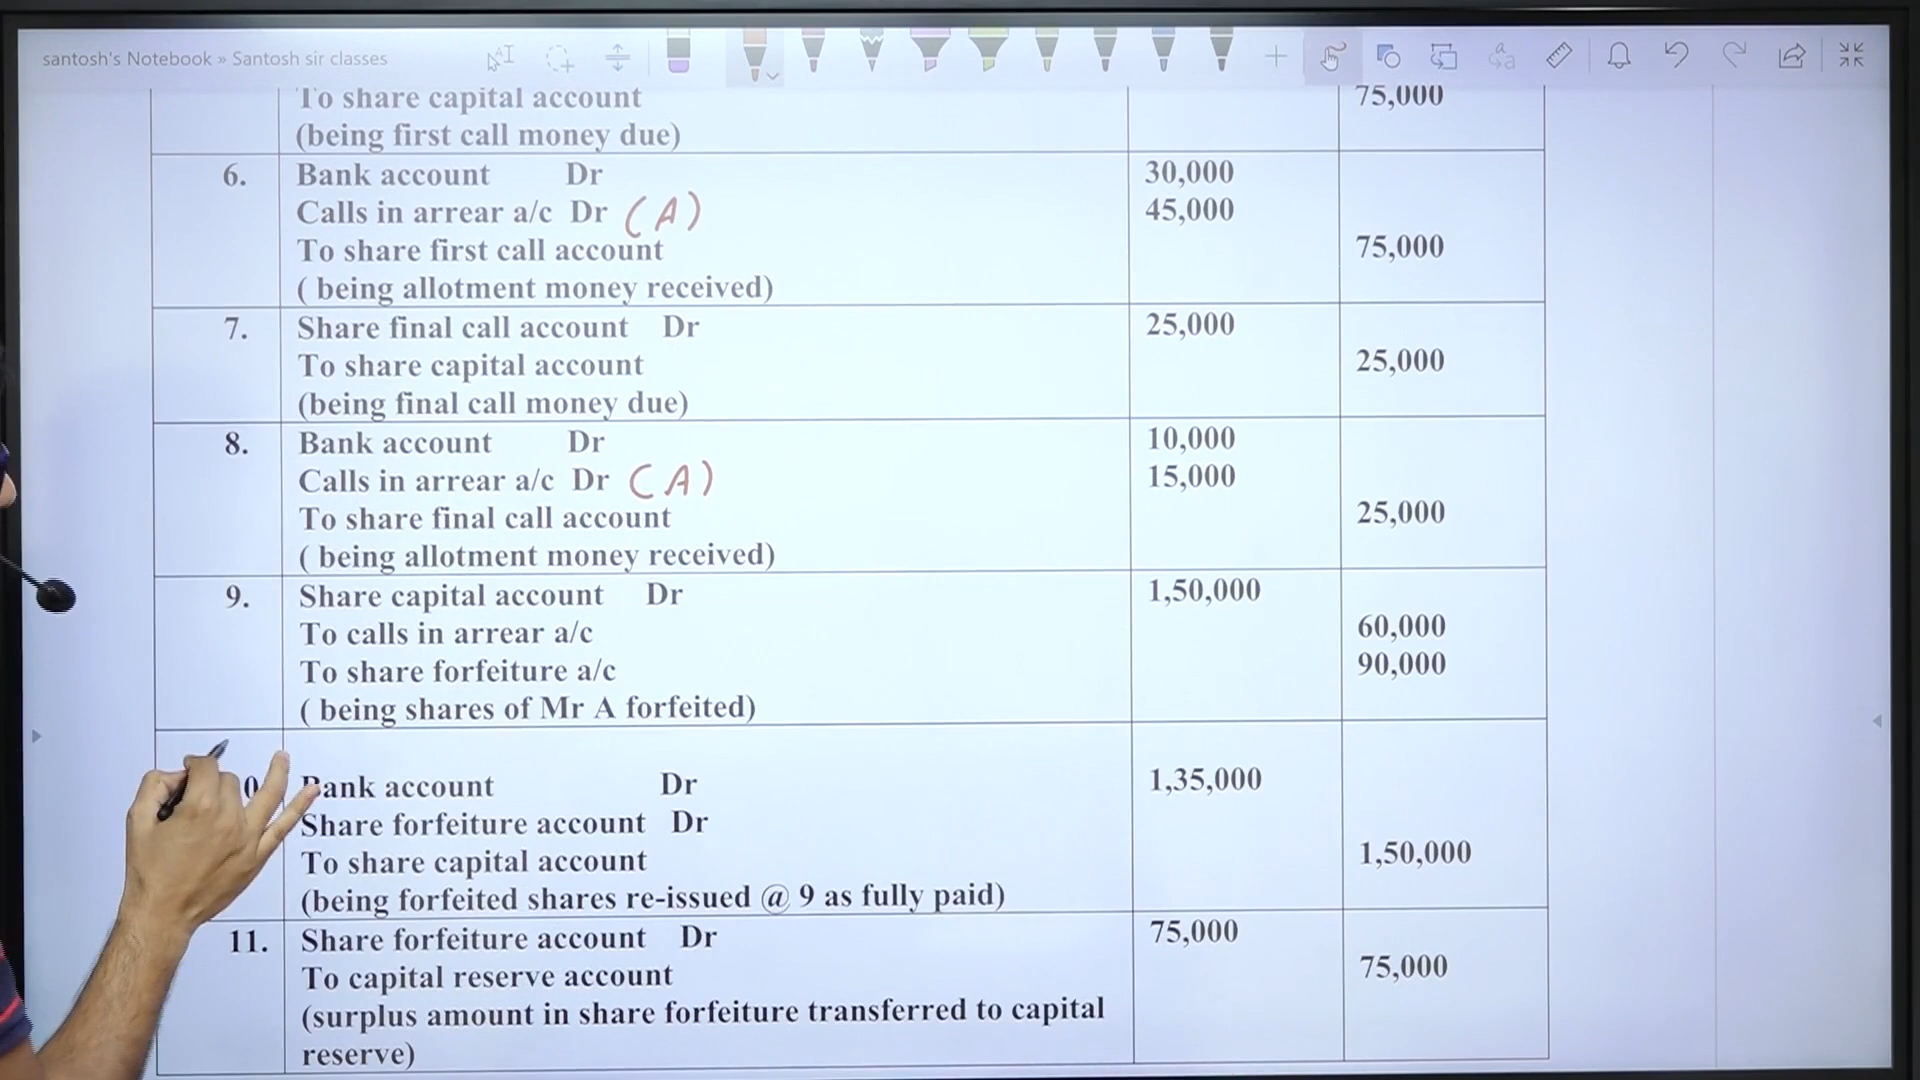 santosh's Notebook » Santosh sir classes
To share capital account 75,000
(being first call money due)
6. Bank account Dr 30,000
Calls in arrear a/c Dr (A) 45,000
To share first call account 75,000
( being allotment money received)
7. Share final call account Dr 25,000
To share capital account 25,000
(being final call money due)
8. Bank account Dr 10,000
Calls in arrear a/c Dr (A) 15,000
To share final call account 25,000
( being allotment money received)
9. Share capital account Dr 1,50,000
To calls in arrear a/c 60,000
To share forfeiture a/c 90,000
( being shares of Mr A forfeited)
0 Bank account Dr 1,35,000
Share forfeiture account Dr
To share capital account 1,50,000
(being forfeited shares re-issued @ 9 as fully paid)
11. Share forfeiture account Dr 75,000
To capital reserve account 75,000
(surplus amount in share forfeiture transferred to capital
reserve)